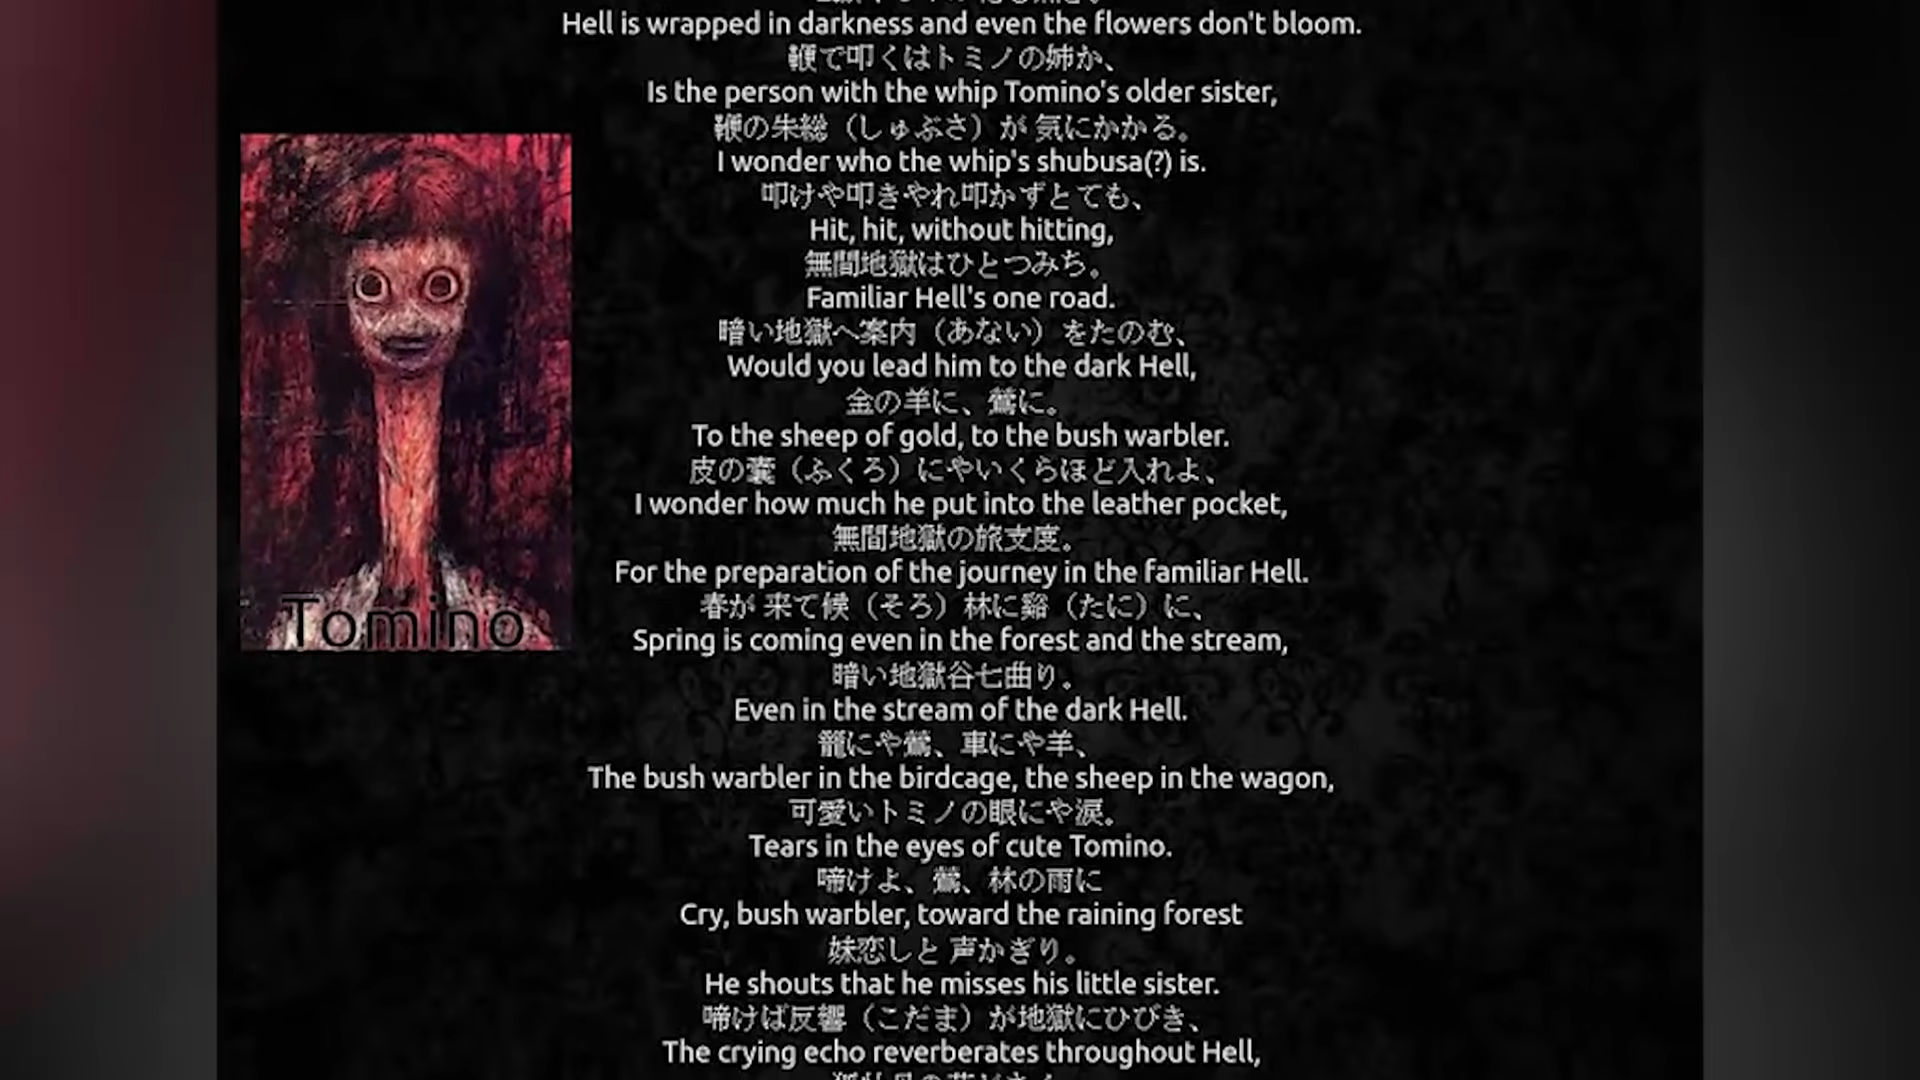 Hell is wrapped in darkness and even the flowers don't bloom.
鞭で叩くはトミノの姉か、
Is the person with the whip Tomino's older sister,
鞭の朱総（しゅぶさ）が 気にかかる。
I wonder who the whip's shubusa(?) is.
叩けや叩きやれ叩かずとても、
Hit, hit, without hitting,
無間地獄はひとつみち。
Familiar Hell's one road.
暗い地獄へ案内（あない）をたのむ、
Would you lead him to the dark Hell,
金の羊に、鶯に。
To the sheep of gold, to the bush warbler.
皮の嚢（ふくろ）にやいくらほど入れよ、
I wonder how much he put into the leather pocket,
無間地獄の旅支度。
For the preparation of the journey in the familiar Hell.
春が 来て候（そろ）林に谿（たに）に、
Spring is coming even in the forest and the stream,
暗い地獄谷七曲り。
Even in the stream of the dark Hell.
籠にや鶯、車にや羊、
The bush warbler in the birdcage, the sheep in the wagon,
可愛いトミノの眼にや涙。
Tears in the eyes of cute Tomino.
啼けよ、鶯、林の雨に
Cry, bush warbler, toward the raining forest
妹恋しと 声かぎり。
He shouts that he misses his little sister.
啼けば反響（こだま）が地獄にひびき、
The crying echo reverberates throughout Hell,
Tomino